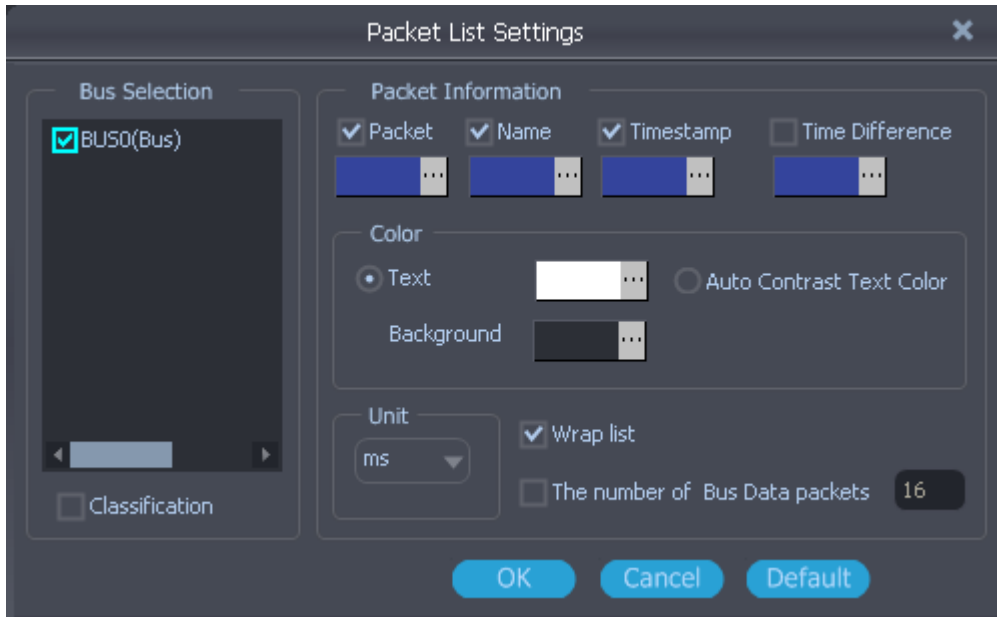 Packet List Settings
Bus Selection
BUS0(Bus)
Classification
Packet Information
Packet Name Timestamp Time Difference
... ... ... ...
Color
Text ... Auto Contrast Text Color
Background ...
Unit
ms
Wrap list
The number of Bus Data packets 16
OK Cancel Default